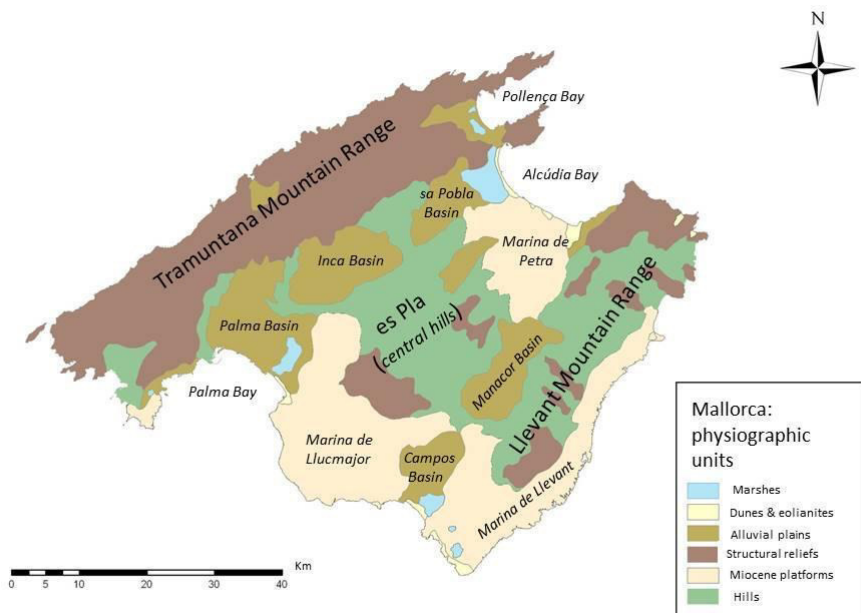 N
Pollença Bay
Alcúdia Bay
Tramuntana Mountain Range
sa Pobla
Basin
Marina de
Petra
Inca Basin
es Pla
(central hills)
Palma Basin
Manacor Basin
Llevant Mountain Range
Palma Bay
Marina de
Llucmajor
Campos
Basin
Marina de Llevant
Mallorca:
physiographic
units
Marshes
Dunes & eolianites
Alluvial plains
Structural reliefs
Miocene platforms
Hills
Km
0 5 10 20 30 40